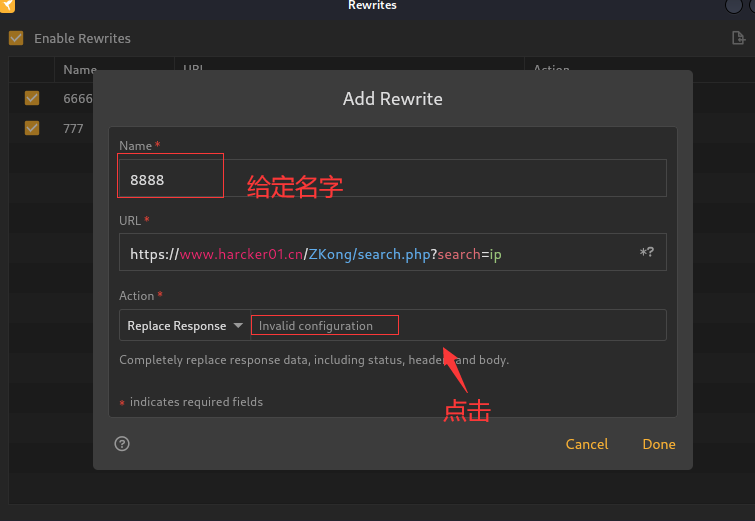 Rewrites
Enable Rewrites
Name URL Action
6666
777
Add Rewrite
Name *
8888
给定名字
URL *
https://www.harcker01.cn/ZKong/search.php?search=ip
*?
Action *
Replace Response Invalid configuration
Completely replace response data, including status, header and body.
点击
* indicates required fields
Cancel Done